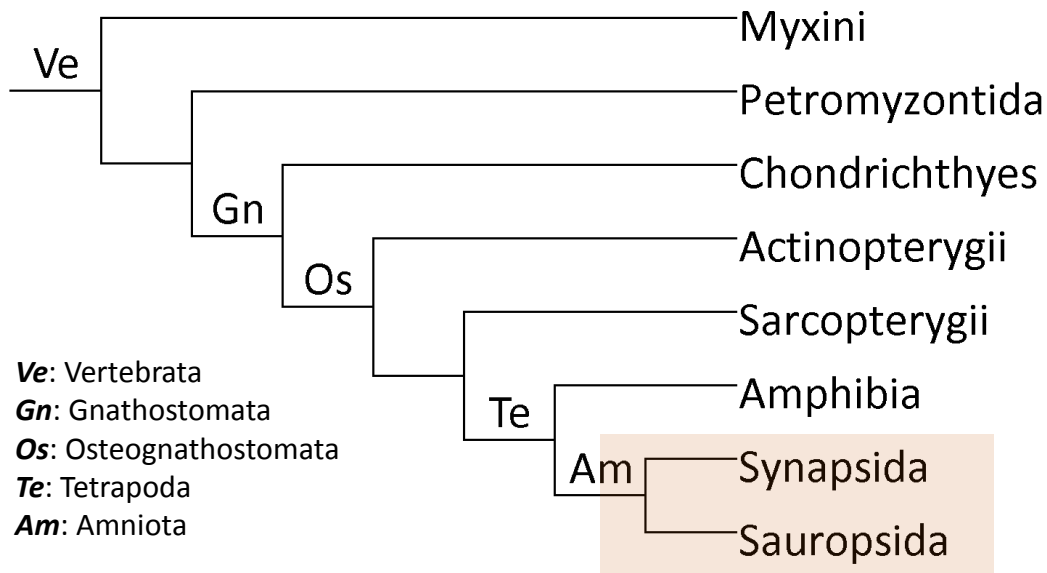 Myxini
Ve
Petromyzontida
Chondrichthyes
Gn
Actinopterygii
Os
Sarcopterygii
Ve: Vertebrata
Gn: Gnathostomata
Os: Osteognathostomata
Te: Tetrapoda
Am: Amniota
Te
Amphibia
Am
Synapsida
Sauropsida